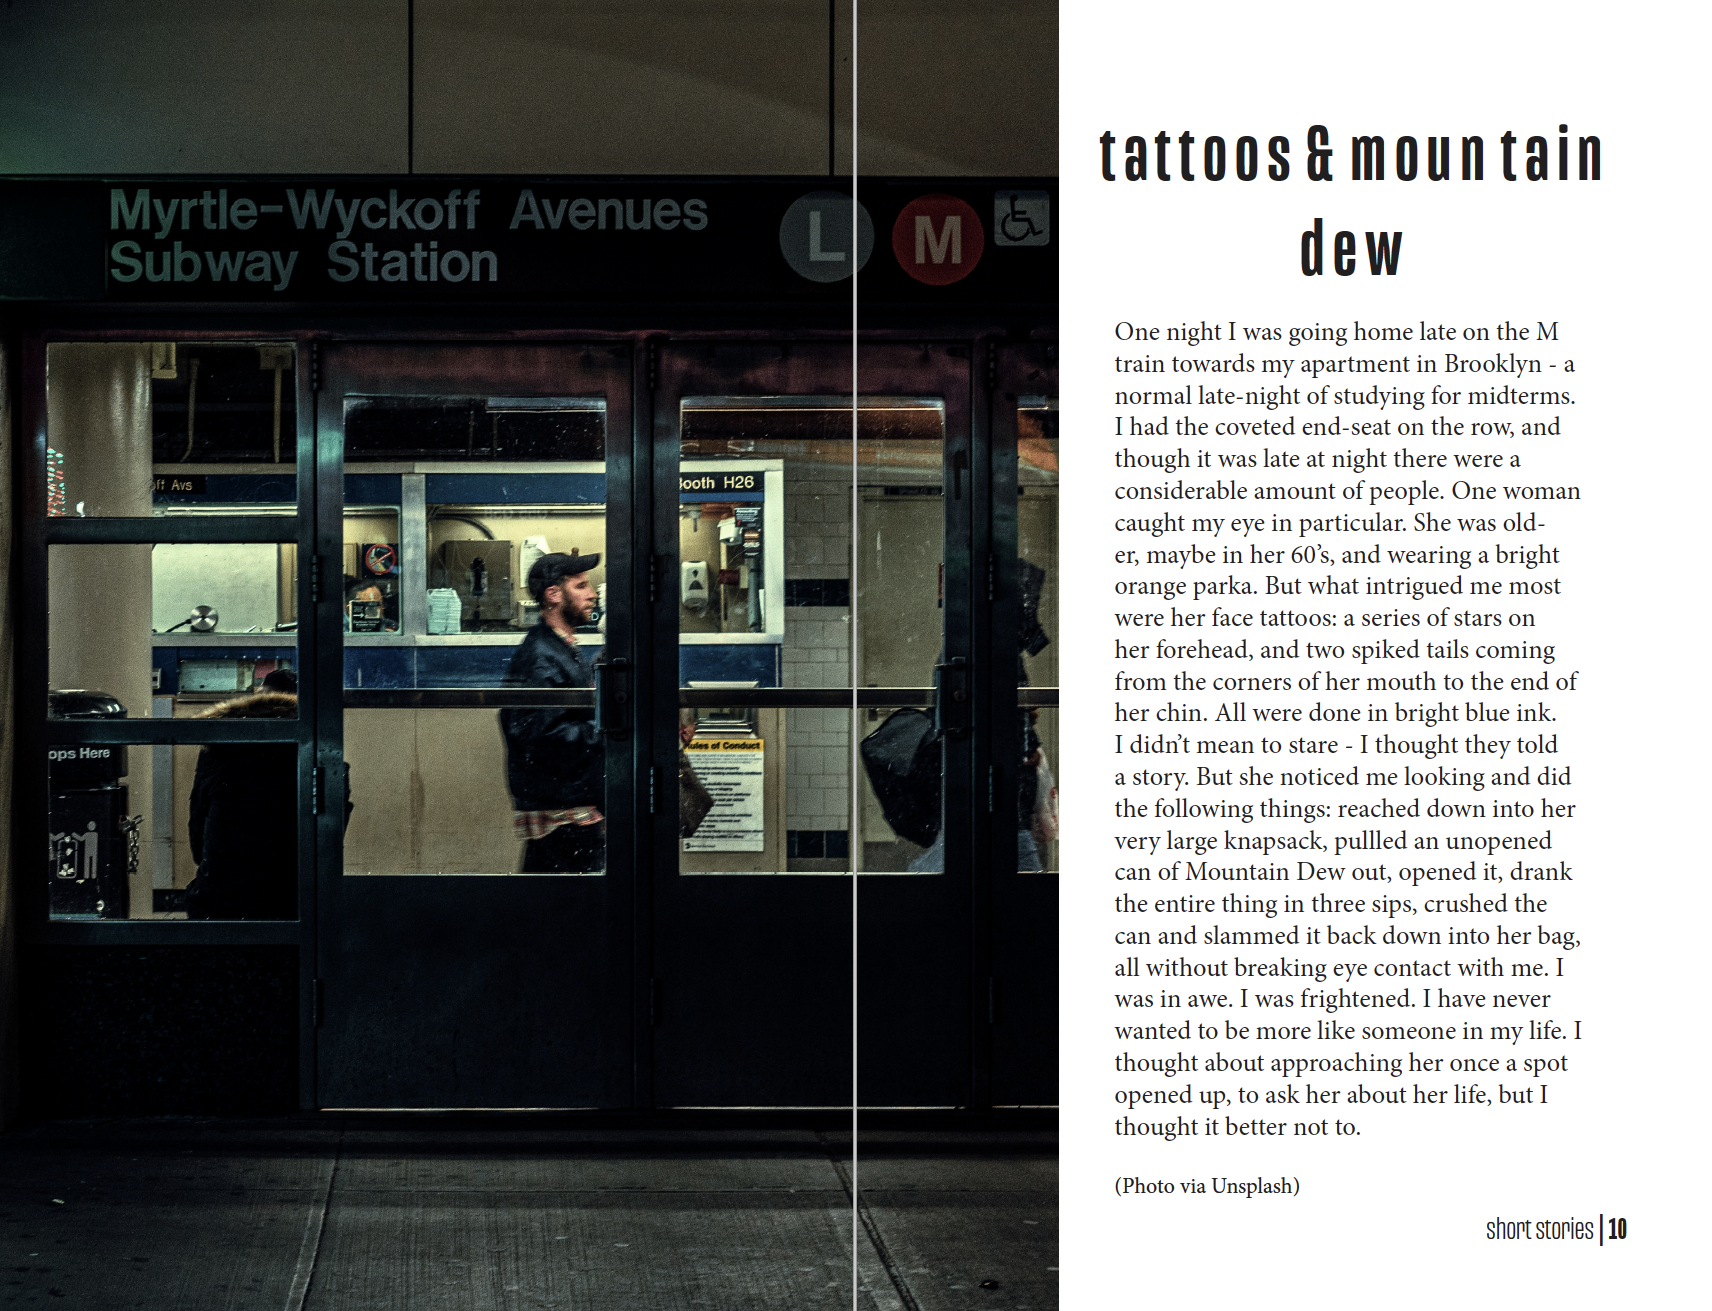 Myrtle-Wyckoff Avenues
Subway Station
L
M
ff Avs
Booth H26
ops Here
Rules of Conduct
tattoos & mountain
dew
One night I was going home late on the M
train towards my apartment in Brooklyn - a
normal late-night of studying for midterms.
I had the coveted end-seat on the row, and
though it was late at night there were a
considerable amount of people. One woman
caught my eye in particular. She was old-
er, maybe in her 60’s, and wearing a bright
orange parka. But what intrigued me most
were her face tattoos: a series of stars on
her forehead, and two spiked tails coming
from the corners of her mouth to the end of
her chin. All were done in bright blue ink.
I didn’t mean to stare - I thought they told
a story. But she noticed me looking and did
the following things: reached down into her
very large knapsack, pullled an unopened
can of Mountain Dew out, opened it, drank
the entire thing in three sips, crushed the
can and slammed it back down into her bag,
all without breaking eye contact with me. I
was in awe. I was frightened. I have never
wanted to be more like someone in my life. I
thought about approaching her once a spot
opened up, to ask her about her life, but I
thought it better not to.
(Photo via Unsplash)
short stories | 10